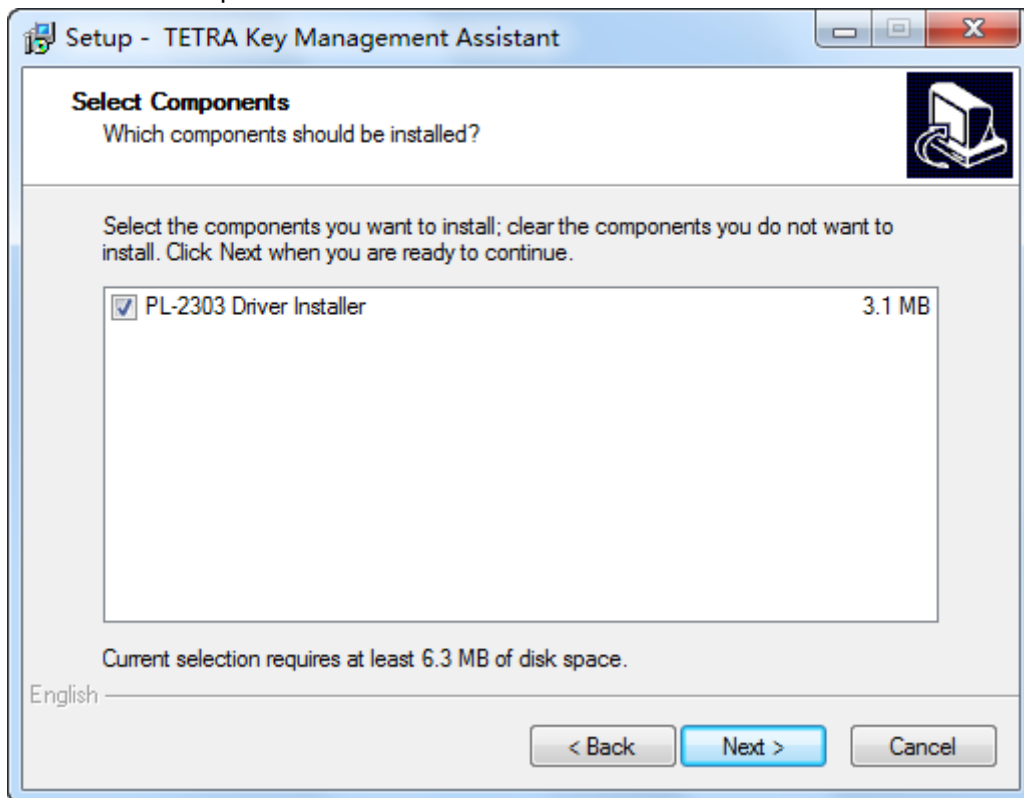 Setup - TETRA Key Management Assistant
Select Components
Which components should be installed?
Select the components you want to install; clear the components you do not want to
install. Click Next when you are ready to continue.
PL-2303 Driver Installer 3.1 MB
Current selection requires at least 6.3 MB of disk space.
English
< Back Next > Cancel